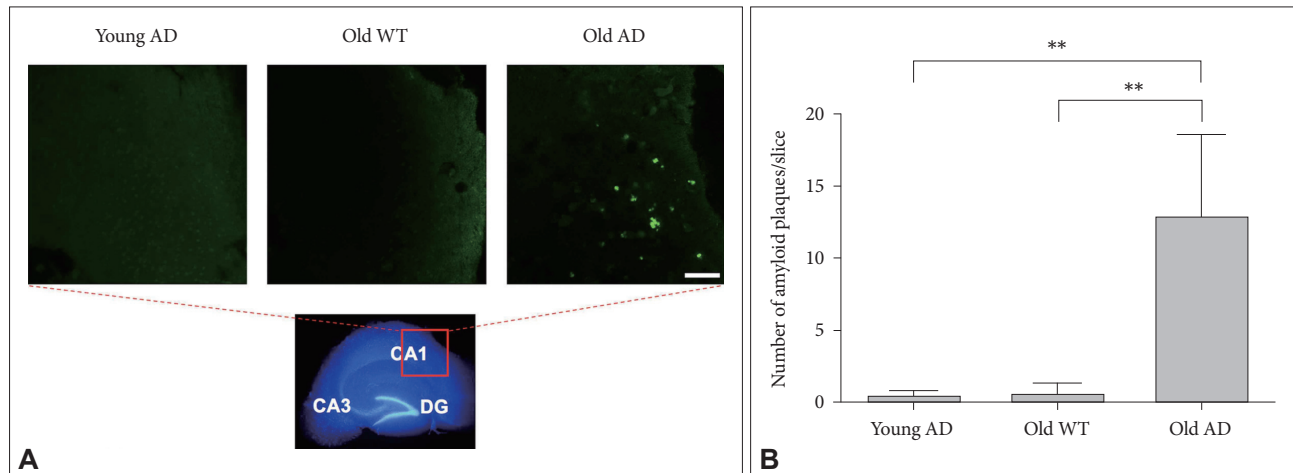 Young AD Old WT Old AD
CA1
CA3 DG
A
**
**
Number of amyloid plaques/slice
20
15
10
5
0
Young AD Old WT Old AD
B